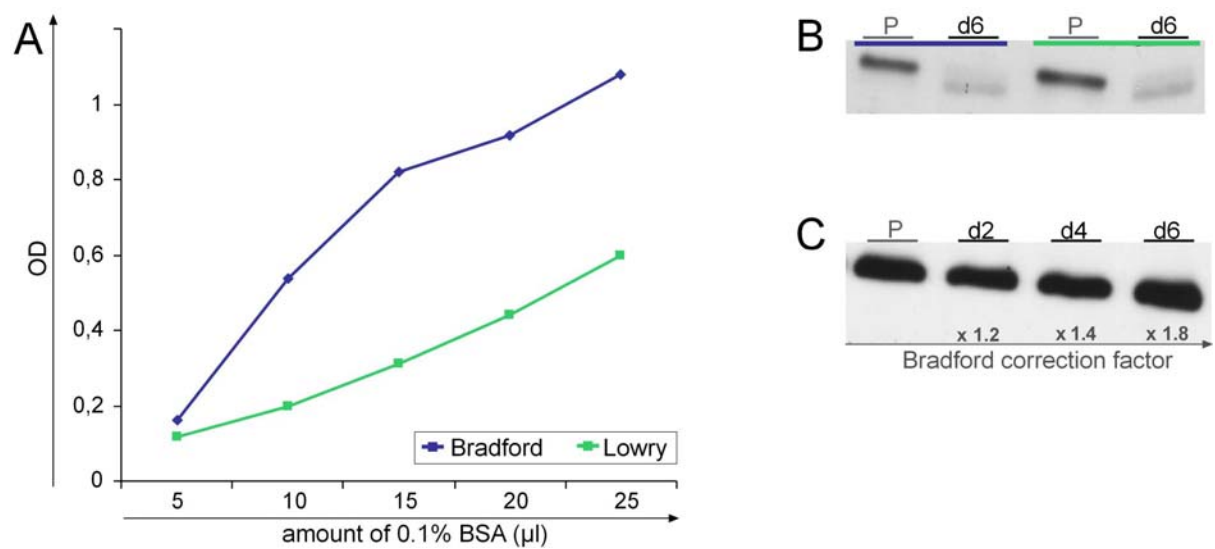 A
OD
1
0,8
0,6
0,4
0,2
0
5 10 15 20 25
amount of 0.1% BSA (µl)
Bradford Lowry
B
P d6 P d6
C
P d2 d4 d6
x 1.2 x 1.4 x 1.8
Bradford correction factor